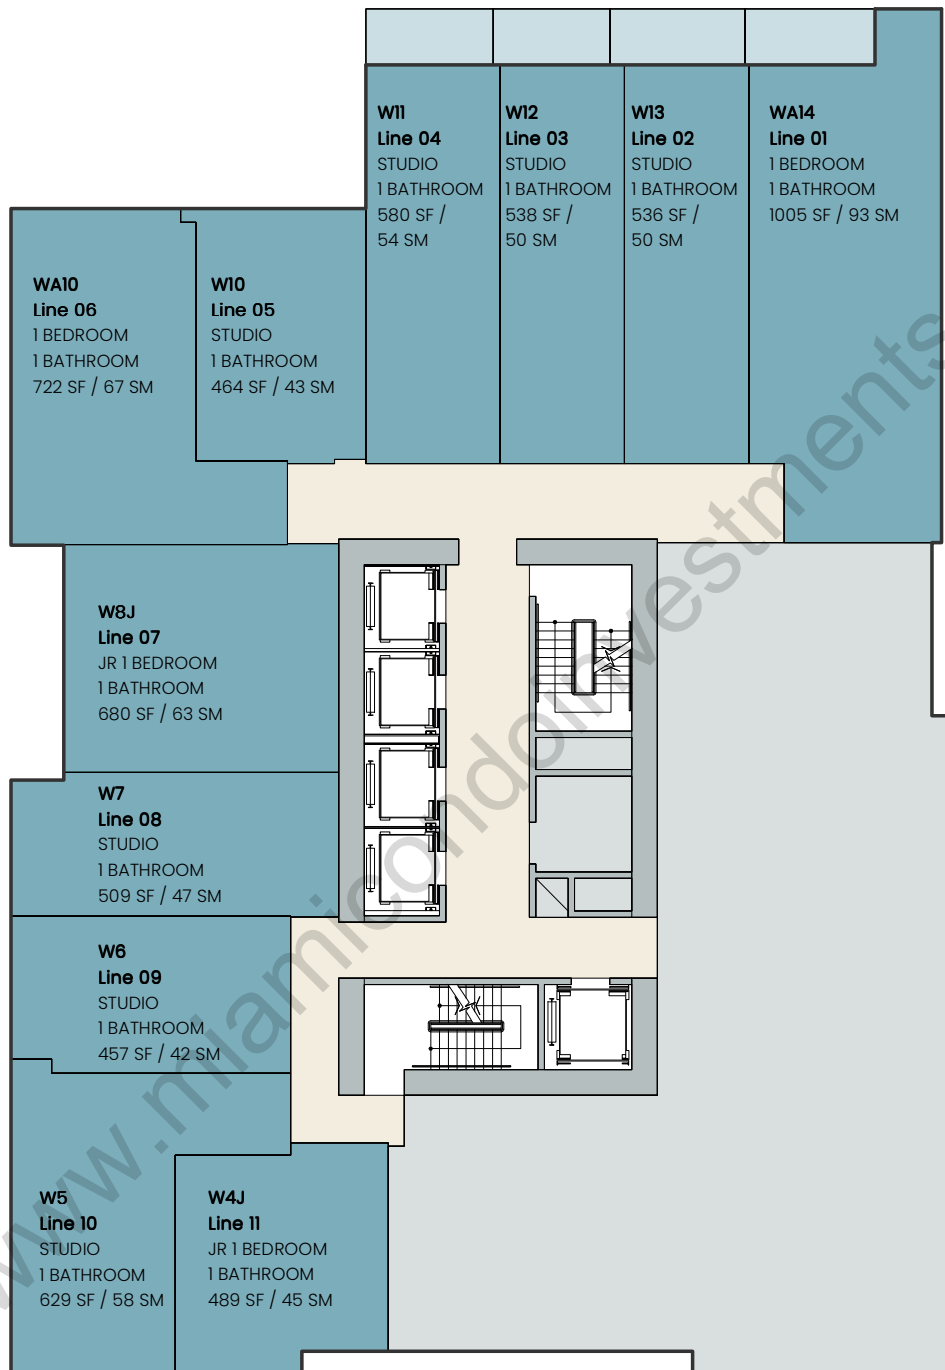 W11
Line 04
STUDIO
1 BATHROOM
580 SF /
54 SM
W12
Line 03
STUDIO
1 BATHROOM
538 SF /
50 SM
W13
Line 02
STUDIO
1 BATHROOM
536 SF /
50 SM
WA14
Line 01
1 BEDROOM
1 BATHROOM
1005 SF / 93 SM
WA10
Line 06
1 BEDROOM
1 BATHROOM
722 SF / 67 SM
W10
Line 05
STUDIO
1 BATHROOM
464 SF / 43 SM
W8J
Line 07
JR 1 BEDROOM
1 BATHROOM
680 SF / 63 SM
W7
Line 08
STUDIO
1 BATHROOM
509 SF / 47 SM
W6
Line 09
STUDIO
1 BATHROOM
457 SF / 42 SM
W5
Line 10
STUDIO
1 BATHROOM
629 SF / 58 SM
W4J
Line 11
JR 1 BEDROOM
1 BATHROOM
489 SF / 45 SM
www.miamicondoinvestments